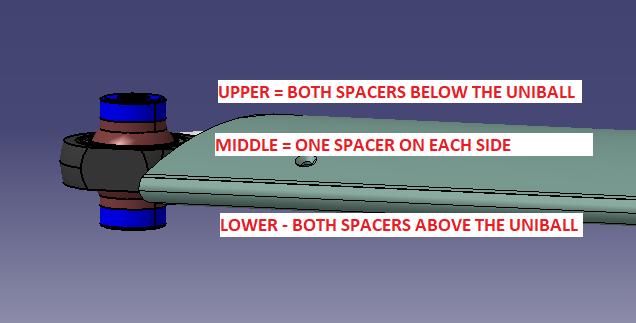 UPPER = BOTH SPACERS BELOW THE UNIBALL
MIDDLE = ONE SPACER ON EACH SIDE
LOWER - BOTH SPACERS ABOVE THE UNIBALL